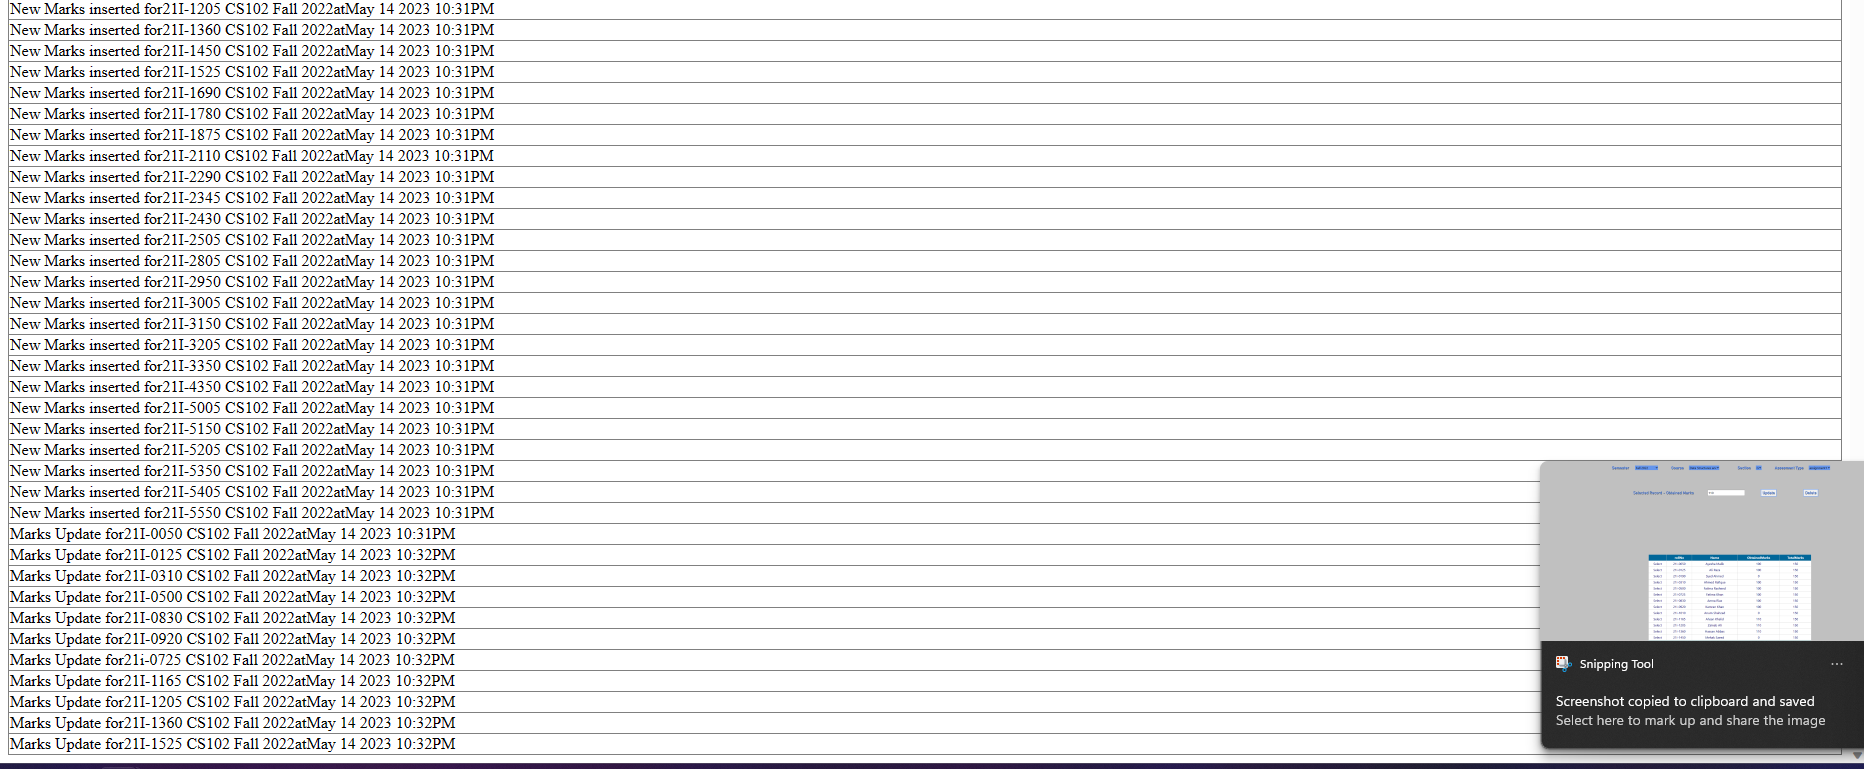 New Marks inserted for21I-1205 CS102 Fall 2022atMay 14 2023 10:31PM
New Marks inserted for21I-1360 CS102 Fall 2022atMay 14 2023 10:31PM
New Marks inserted for21I-1450 CS102 Fall 2022atMay 14 2023 10:31PM
New Marks inserted for21I-1525 CS102 Fall 2022atMay 14 2023 10:31PM
New Marks inserted for21I-1690 CS102 Fall 2022atMay 14 2023 10:31PM
New Marks inserted for21I-1780 CS102 Fall 2022atMay 14 2023 10:31PM
New Marks inserted for21I-1875 CS102 Fall 2022atMay 14 2023 10:31PM
New Marks inserted for21I-2110 CS102 Fall 2022atMay 14 2023 10:31PM
New Marks inserted for21I-2290 CS102 Fall 2022atMay 14 2023 10:31PM
New Marks inserted for21I-2345 CS102 Fall 2022atMay 14 2023 10:31PM
New Marks inserted for21I-2430 CS102 Fall 2022atMay 14 2023 10:31PM
New Marks inserted for21I-2505 CS102 Fall 2022atMay 14 2023 10:31PM
New Marks inserted for21I-2805 CS102 Fall 2022atMay 14 2023 10:31PM
New Marks inserted for21I-2950 CS102 Fall 2022atMay 14 2023 10:31PM
New Marks inserted for21I-3005 CS102 Fall 2022atMay 14 2023 10:31PM
New Marks inserted for21I-3150 CS102 Fall 2022atMay 14 2023 10:31PM
New Marks inserted for21I-3205 CS102 Fall 2022atMay 14 2023 10:31PM
New Marks inserted for21I-3350 CS102 Fall 2022atMay 14 2023 10:31PM
New Marks inserted for21I-4350 CS102 Fall 2022atMay 14 2023 10:31PM
New Marks inserted for21I-5005 CS102 Fall 2022atMay 14 2023 10:31PM
New Marks inserted for21I-5150 CS102 Fall 2022atMay 14 2023 10:31PM
New Marks inserted for21I-5205 CS102 Fall 2022atMay 14 2023 10:31PM
New Marks inserted for21I-5350 CS102 Fall 2022atMay 14 2023 10:31PM
New Marks inserted for21I-5405 CS102 Fall 2022atMay 14 2023 10:31PM
New Marks inserted for21I-5550 CS102 Fall 2022atMay 14 2023 10:31PM
Marks Update for21I-0050 CS102 Fall 2022atMay 14 2023 10:31PM
Marks Update for21I-0125 CS102 Fall 2022atMay 14 2023 10:32PM
Marks Update for21I-0310 CS102 Fall 2022atMay 14 2023 10:32PM
Marks Update for21I-0500 CS102 Fall 2022atMay 14 2023 10:32PM
Marks Update for21I-0830 CS102 Fall 2022atMay 14 2023 10:32PM
Marks Update for21I-0920 CS102 Fall 2022atMay 14 2023 10:32PM
Marks Update for21i-0725 CS102 Fall 2022atMay 14 2023 10:32PM
Marks Update for21I-1165 CS102 Fall 2022atMay 14 2023 10:32PM
Marks Update for21I-1205 CS102 Fall 2022atMay 14 2023 10:32PM
Marks Update for21I-1360 CS102 Fall 2022atMay 14 2023 10:32PM
Marks Update for21I-1525 CS102 Fall 2022atMay 14 2023 10:32PM
Semester Course Section Assessment Type
Selected Record - Obtained Marks Update Delete
Snipping Tool
Screenshot copied to clipboard and saved
Select here to mark up and share the image